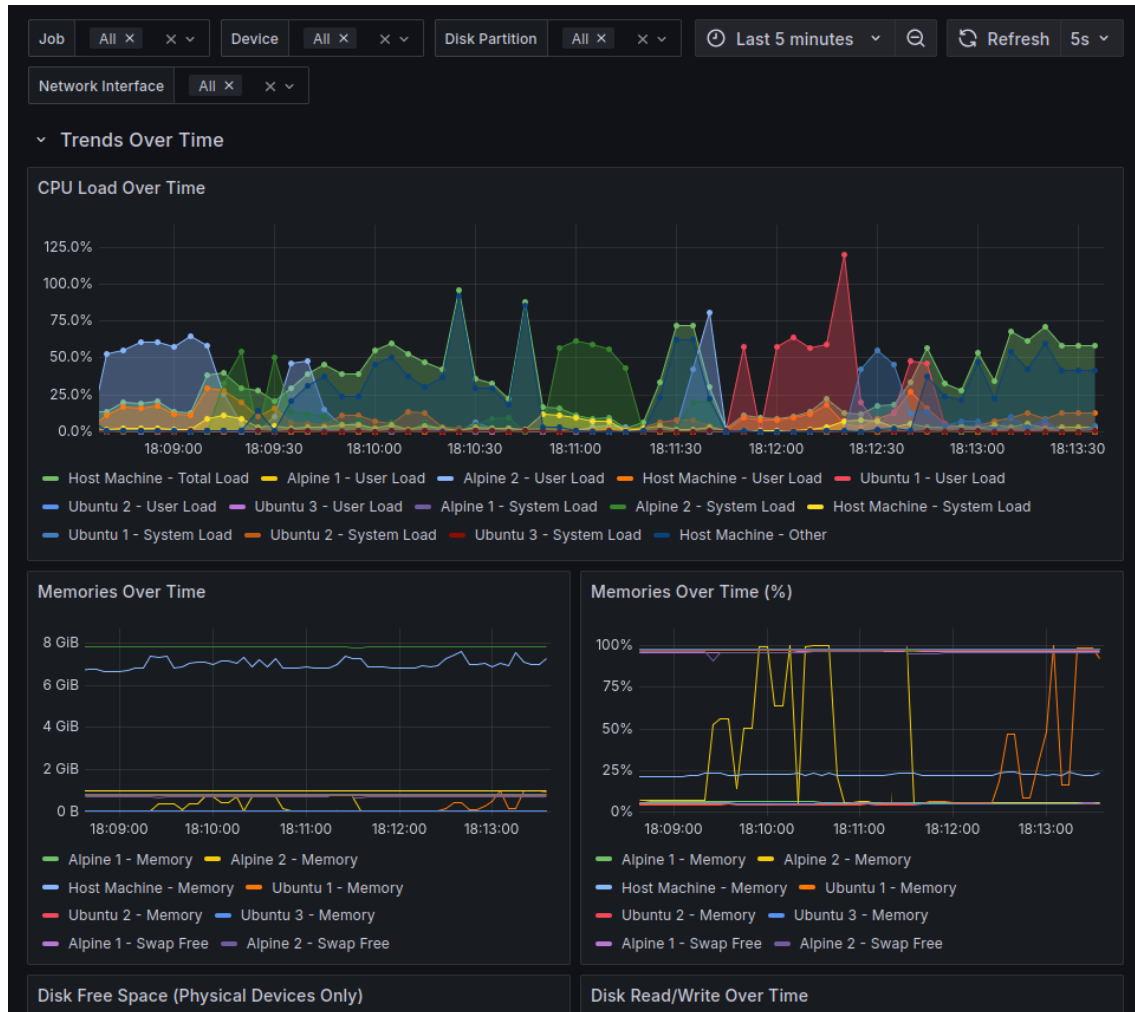 Job All × × Device All × × Disk Partition All × × Last 5 minutes Refresh 5s
Network Interface All × ×
Trends Over Time
CPU Load Over Time
125.0%
100.0%
75.0%
50.0%
25.0%
0.0%
18:09:00 18:09:30 18:10:00 18:10:30 18:11:00 18:11:30 18:12:00 18:12:30 18:13:00 18:13:30
Host Machine - Total Load Alpine 1 - User Load Alpine 2 - User Load Host Machine - User Load Ubuntu 1 - User Load
Ubuntu 2 - User Load Ubuntu 3 - User Load Alpine 1 - System Load Alpine 2 - System Load Host Machine - System Load
Ubuntu 1 - System Load Ubuntu 2 - System Load Ubuntu 3 - System Load Host Machine - Other
Memories Over Time
8 GiB
6 GiB
4 GiB
2 GiB
0 B
18:09:00 18:10:00 18:11:00 18:12:00 18:13:00
Alpine 1 - Memory Alpine 2 - Memory
Host Machine - Memory Ubuntu 1 - Memory
Ubuntu 2 - Memory Ubuntu 3 - Memory
Alpine 1 - Swap Free Alpine 2 - Swap Free
Memories Over Time (%)
100%
75%
50%
25%
0%
18:09:00 18:10:00 18:11:00 18:12:00 18:13:00
Alpine 1 - Memory Alpine 2 - Memory
Host Machine - Memory Ubuntu 1 - Memory
Ubuntu 2 - Memory Ubuntu 3 - Memory
Alpine 1 - Swap Free Alpine 2 - Swap Free
Disk Free Space (Physical Devices Only)
Disk Read/Write Over Time